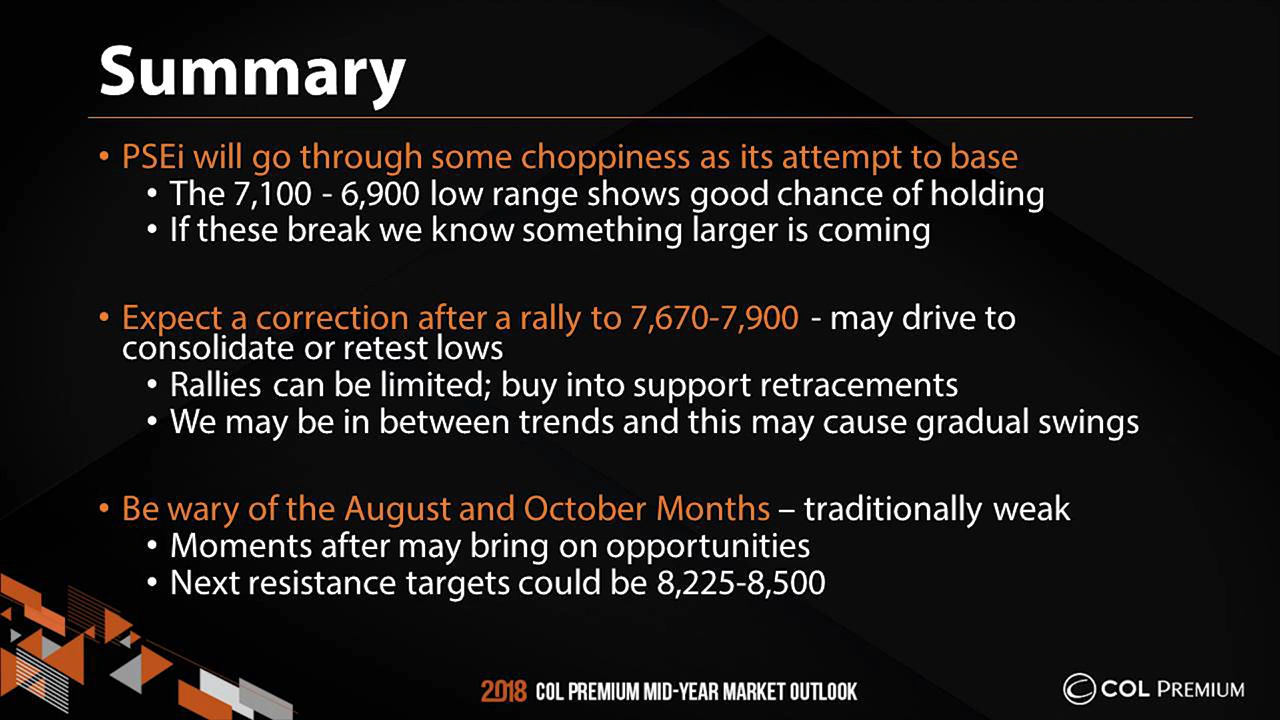 Summary
• PSEi will go through some choppiness as its attempt to base
• The 7,100 - 6,900 low range shows good chance of holding
• If these break we know something larger is coming
• Expect a correction after a rally to 7,670-7,900 - may drive to
consolidate or retest lows
• Rallies can be limited; buy into support retracements
• We may be in between trends and this may cause gradual swings
• Be wary of the August and October Months – traditionally weak
• Moments after may bring on opportunities
• Next resistance targets could be 8,225-8,500
2018 COL PREMIUM MID-YEAR MARKET OUTLOOK
COL PREMIUM